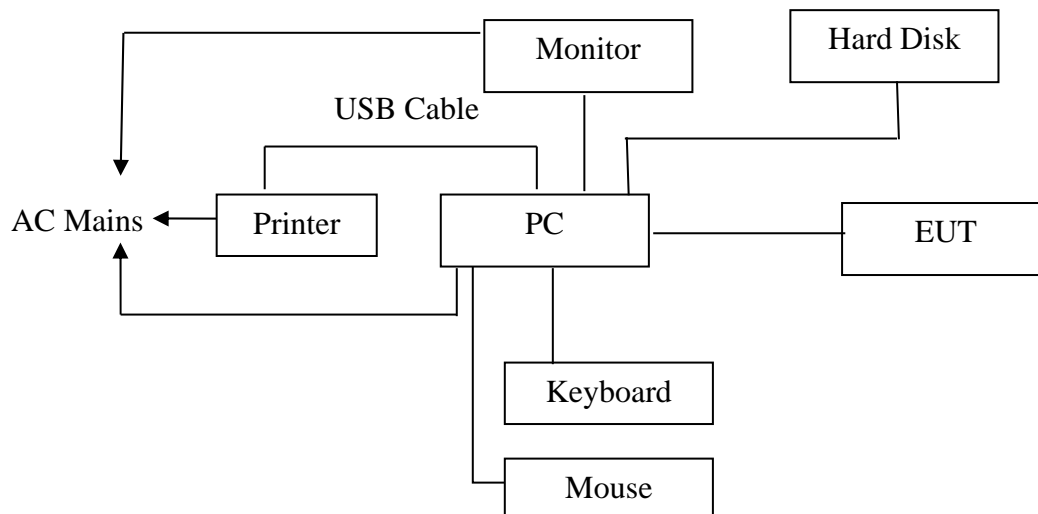 Monitor
Hard Disk
USB Cable
AC Mains
Printer
PC
EUT
Keyboard
Mouse